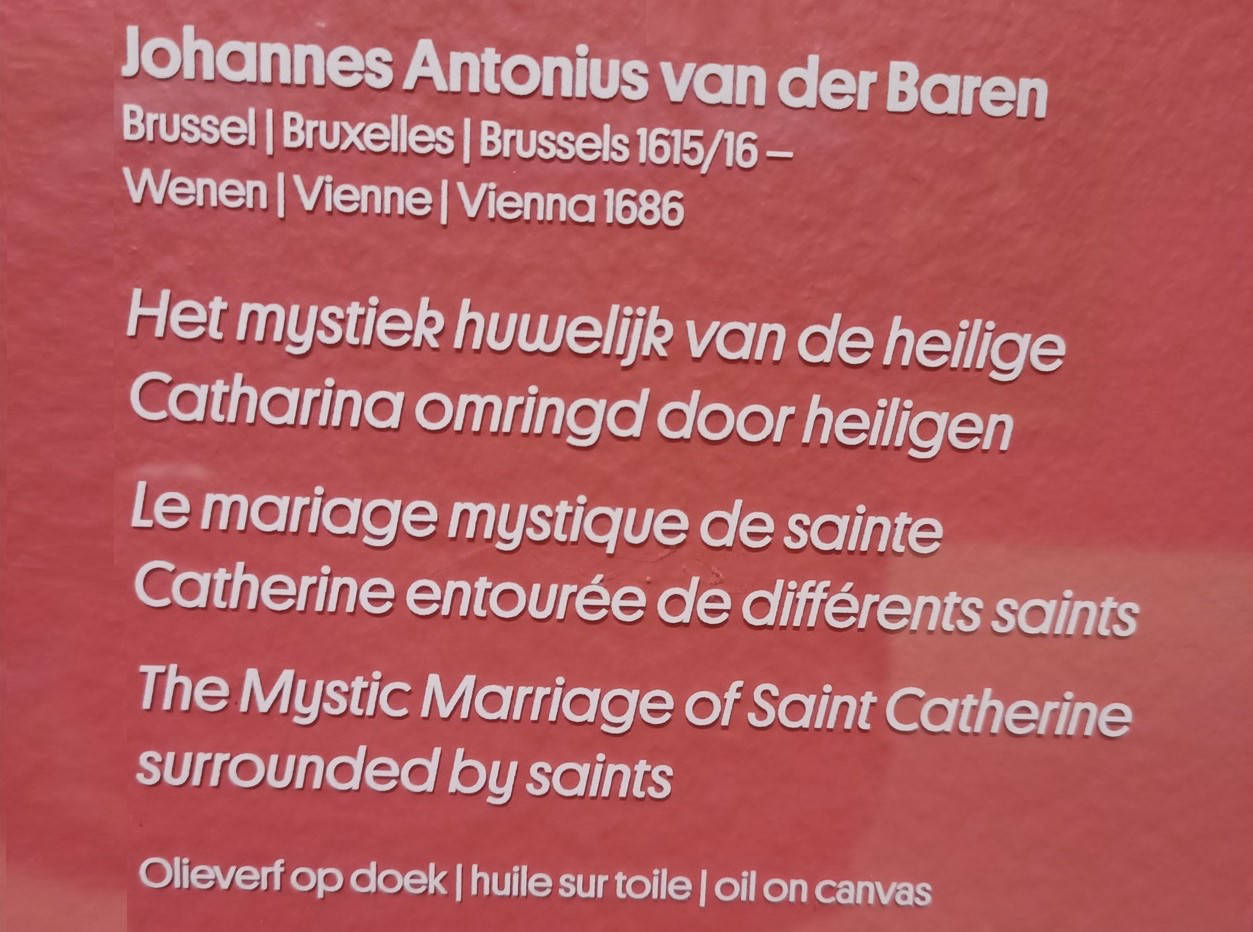 Johannes Antonius van der Baren
Brussel | Bruxelles | Brussels 1615/16 –
Wenen | Vienne | Vienna 1686
Het mystiek huwelijk van de heilige
Catharina omringd door heiligen
Le mariage mystique de sainte
Catherine entourée de différents saints
The Mystic Marriage of Saint Catherine
surrounded by saints
Olieverf op doek | huile sur toile | oil on canvas